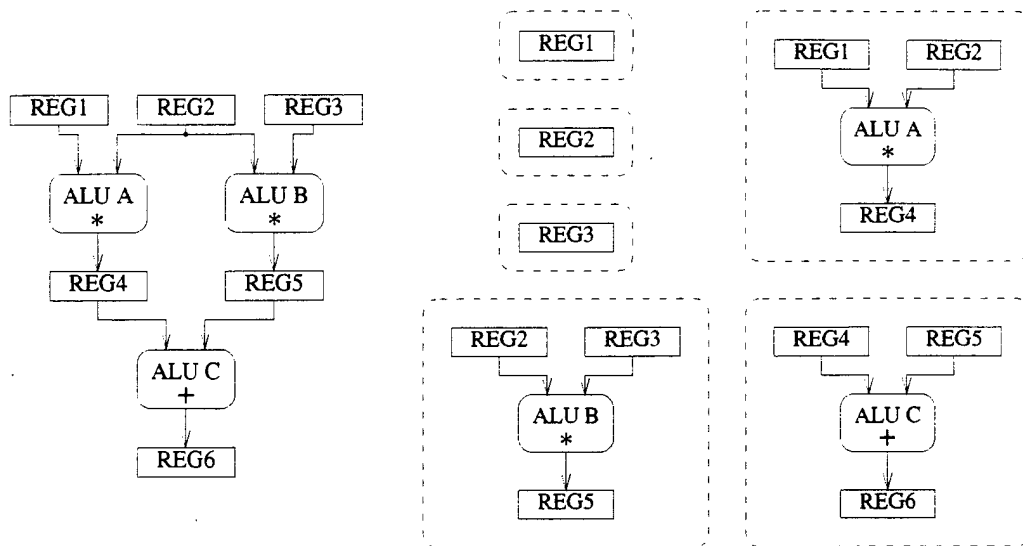 REG1 REG2 REG3
ALU A ALU B
* *
REG4 REG5
ALU C
+
REG6
REG1
REG2
REG3
REG1 REG2
ALU A
*
REG4
REG2 REG3
ALU B
*
REG5
REG4 REG5
ALU C
+
REG6